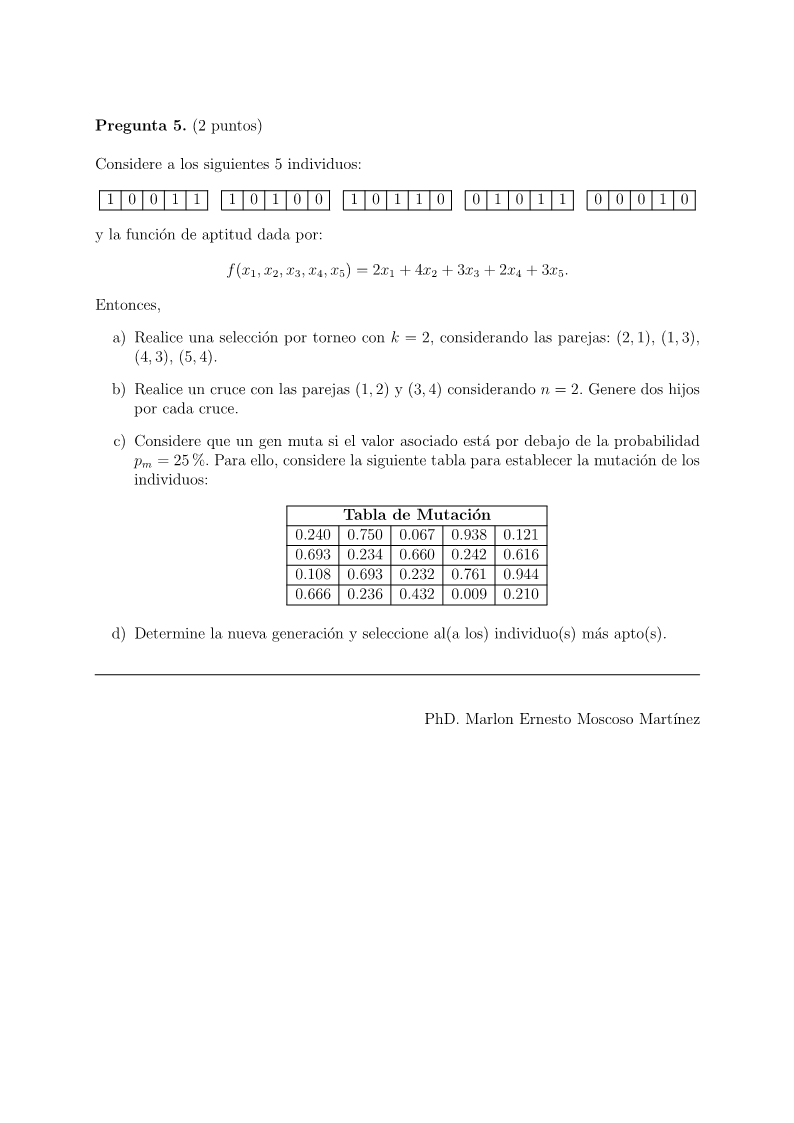 Pregunta 5. (2 puntos)
Considere a los siguientes 5 individuos:
1 0 0 1 1 1 0 1 0 0 1 0 1 1 0 0 1 0 1 1 0 0 0 1 0
y la función de aptitud dada por:
f(x₁, x₂, x₃, x₄, x₅) = 2x₁ + 4x₂ + 3x₃ + 2x₄ + 3x₅.
Entonces,
a) Realice una selección por torneo con k = 2, considerando las parejas: (2, 1), (1, 3),
(4, 3), (5, 4).
b) Realice un cruce con las parejas (1, 2) y (3, 4) considerando n = 2. Genere dos hijos
por cada cruce.
c) Considere que un gen muta si el valor asociado está por debajo de la probabilidad
pₘ = 25 %. Para ello, considere la siguiente tabla para establecer la mutación de los
individuos:
Tabla de Mutación
0.240 0.750 0.067 0.938 0.121
0.693 0.234 0.660 0.242 0.616
0.108 0.693 0.232 0.761 0.944
0.666 0.236 0.432 0.009 0.210
d) Determine la nueva generación y seleccione al(a los) individuo(s) más apto(s).
PhD. Marlon Ernesto Moscoso Martínez